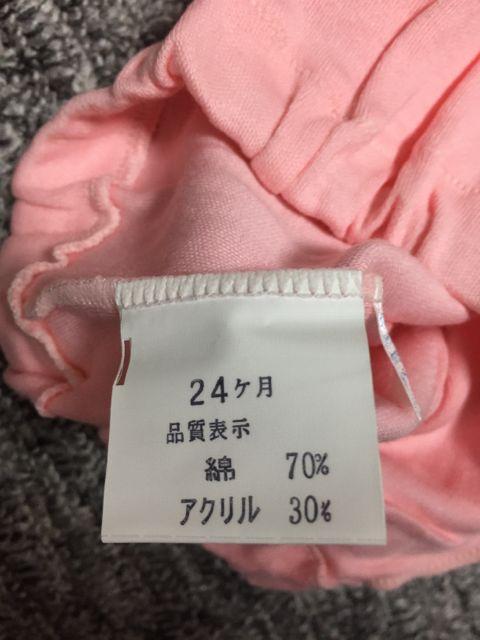 24ケ月
品質表示
綿 70%
アクリル 30%